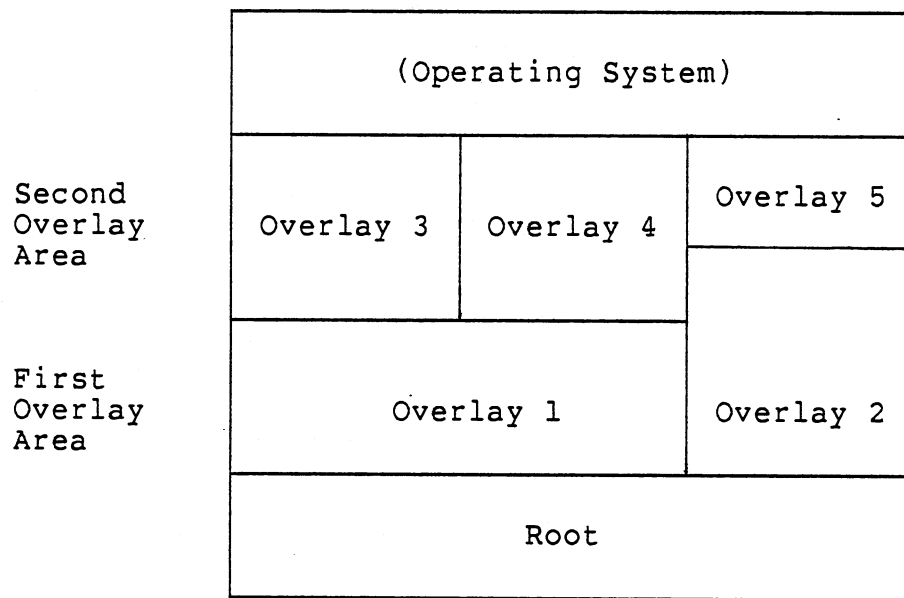 (Operating System)
Second
Overlay
Area
Overlay 3
Overlay 4
Overlay 5
First
Overlay
Area
Overlay 1
Overlay 2
Root